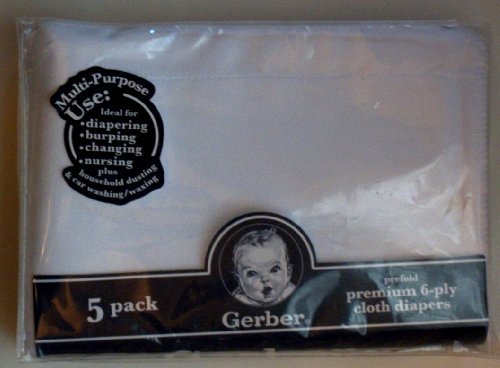 Multi-Purpose
Use:
Ideal for
•diapering
•burping
•changing
•nursing
plus
household dusting
& car washing/waxing
5 pack
Gerber.
prefold
premium 6-ply
cloth diapers